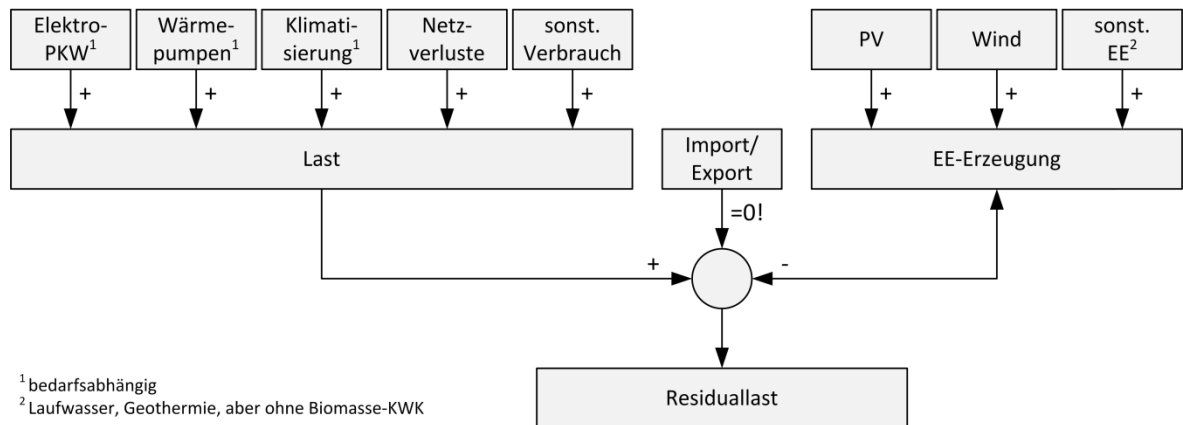 Elektro-
PKW¹
Wärme-
pumpen¹
Klimati-
sierung¹
Netz-
verluste
sonst.
Verbrauch
PV
Wind
sonst.
EE²
+
+
+
+
+
+
+
+
Last
Import/
Export
EE-Erzeugung
=0!
+
-
Residuallast
¹ bedarfsabhängig
² Laufwasser, Geothermie, aber ohne Biomasse-KWK